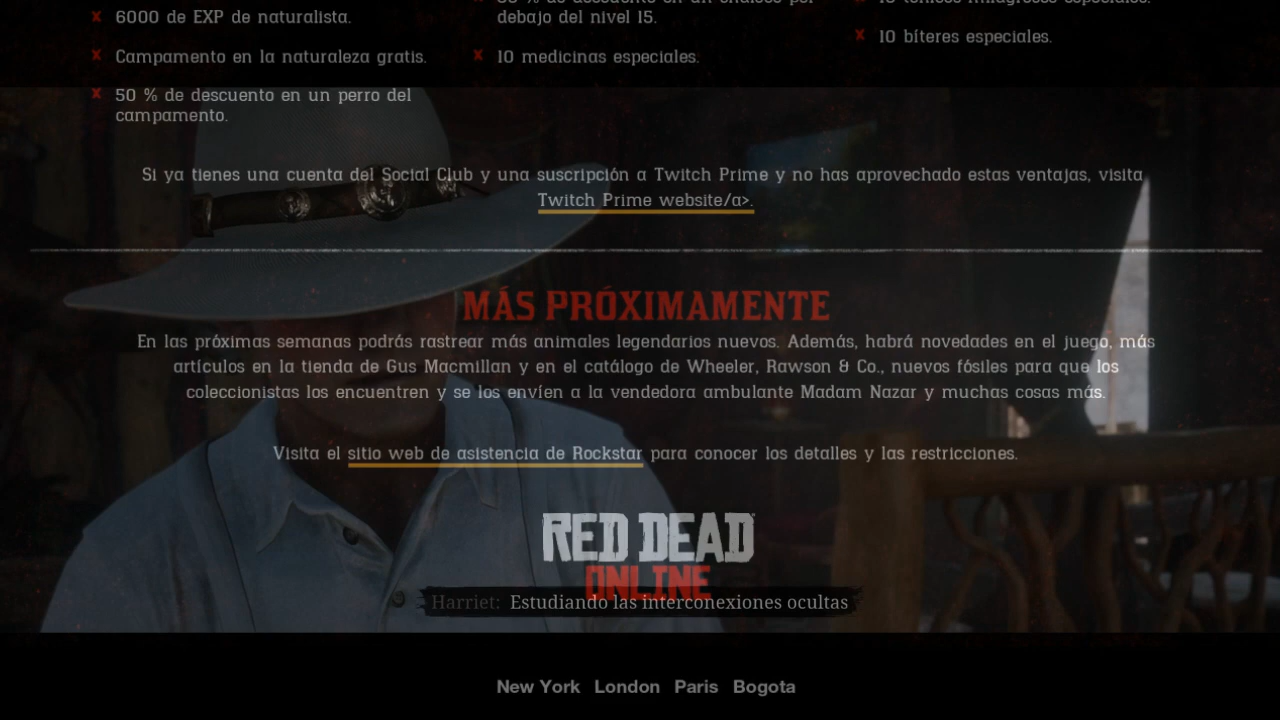 6000 de EXP de naturalista.
Campamento en la naturaleza gratis.
50 % de descuento en un perro del
campamento.
debajo del nivel 15.
10 medicinas especiales.
10 bíteres especiales.
Si ya tienes una cuenta del Social Club y una suscripción a Twitch Prime y no has aprovechado estas ventajas, visita
Twitch Prime website/a>.
MÁS PRÓXIMAMENTE
En las próximas semanas podrás rastrear más animales legendarios nuevos. Además, habrá novedades en el juego, más
artículos en la tienda de Gus Macmillan y en el catálogo de Wheeler, Rawson & Co., nuevos fósiles para que los
coleccionistas los encuentren y se los envíen a la vendedora ambulante Madam Nazar y muchas cosas más.
Visita el sitio web de asistencia de Rockstar para conocer los detalles y las restricciones.
RED DEAD
ONLINE
Harriet: Estudiando las interconexiones ocultas
New York London Paris Bogota